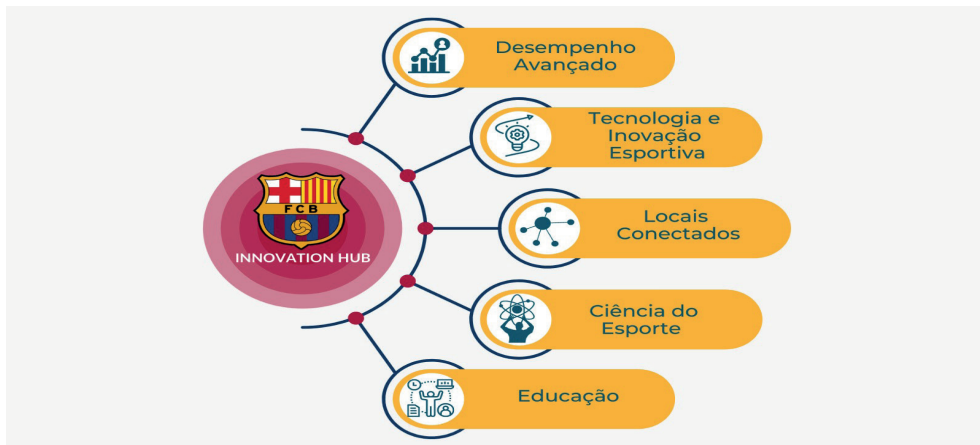 Desempenho
Avançado
Tecnologia e
Inovação
Esportiva
FCB
INNOVATION HUB
Locais
Conectados
Ciência do
Esporte
Educação